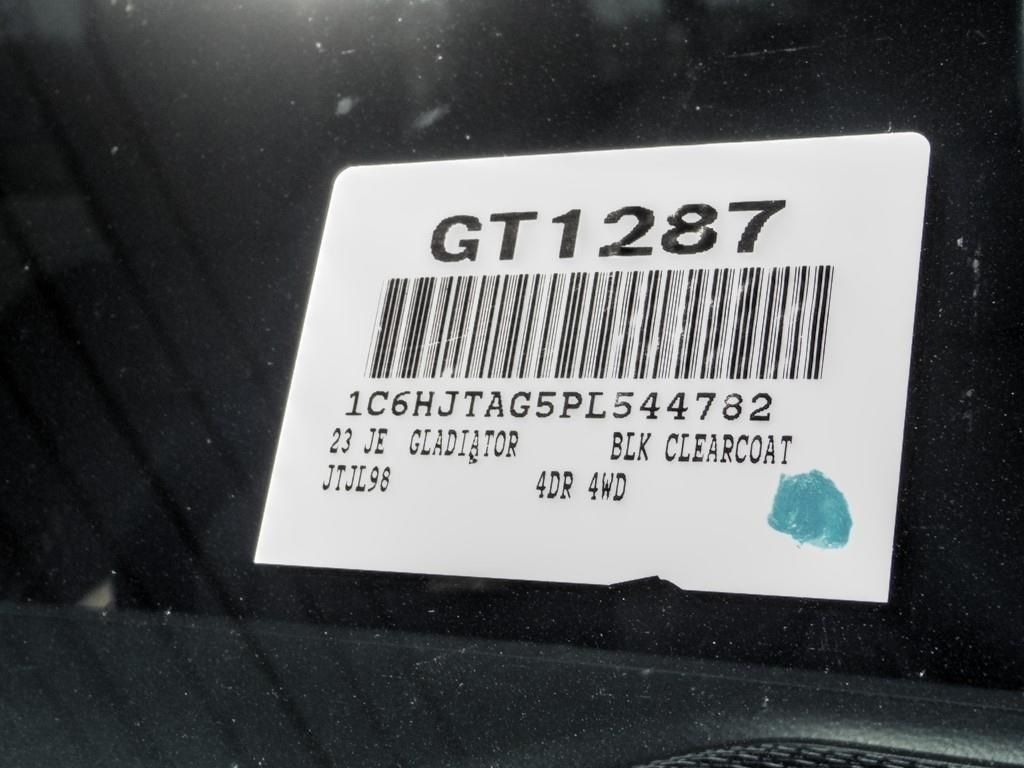 GT1287
1C6HJTAG5PL544782
23 JE GLADIATOR BLK CLEARCOAT
JTJL98 4DR 4WD